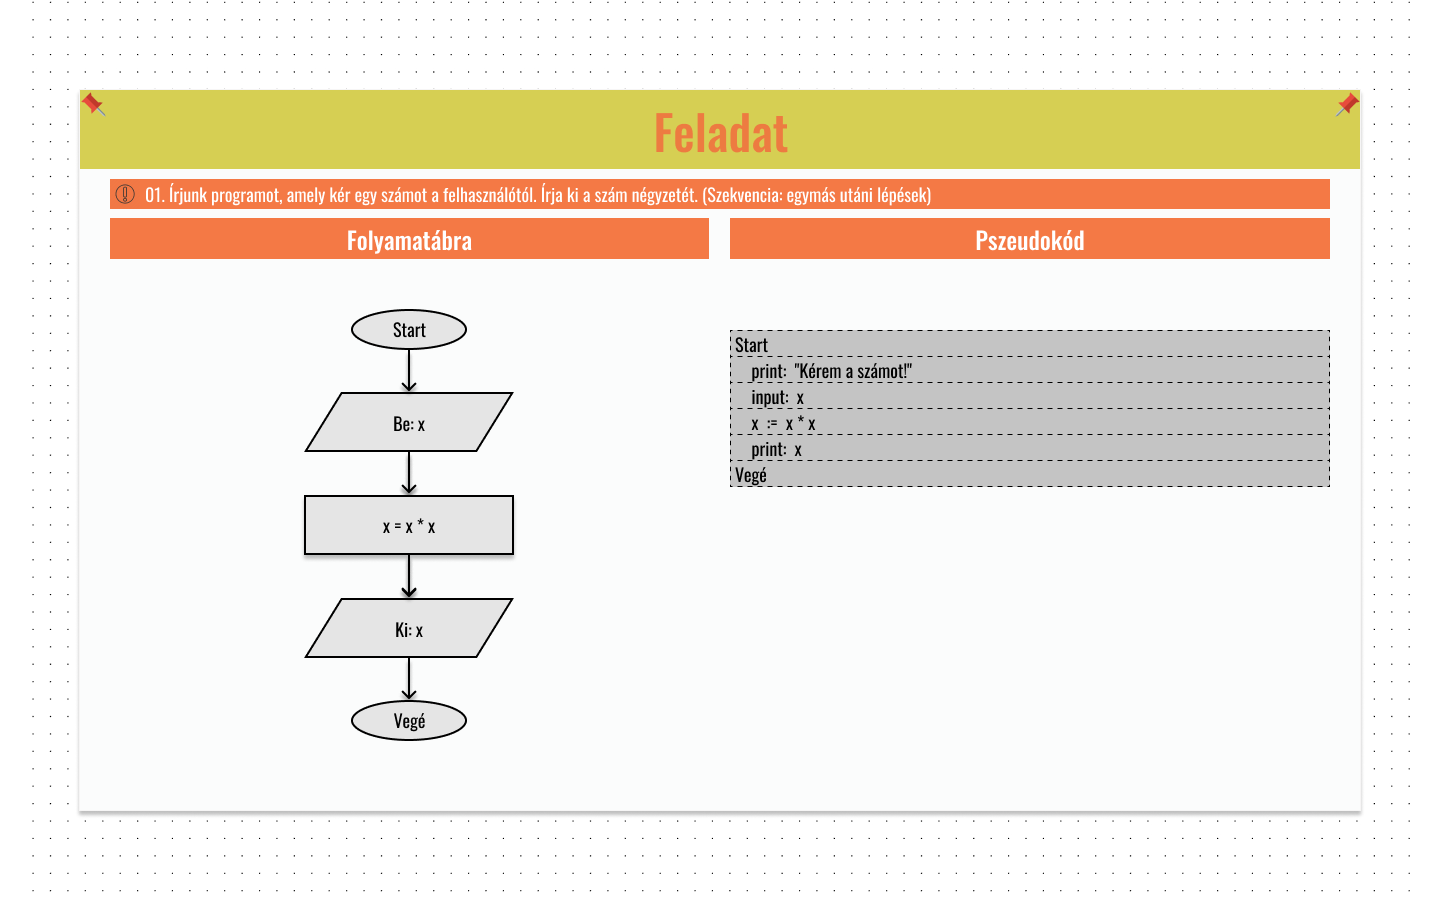 Feladat
01. Írjunk programot, amely kér egy számot a felhasználótól. Írja ki a szám négyzetét. (Szekvencia: egymás utáni lépések)
Folyamatábra
Start
Be: x
x = x * x
Ki: x
Vegé
Pszeudokód
Start
print: "Kérem a számot!"
input: x
x := x * x
print: x
Vegé